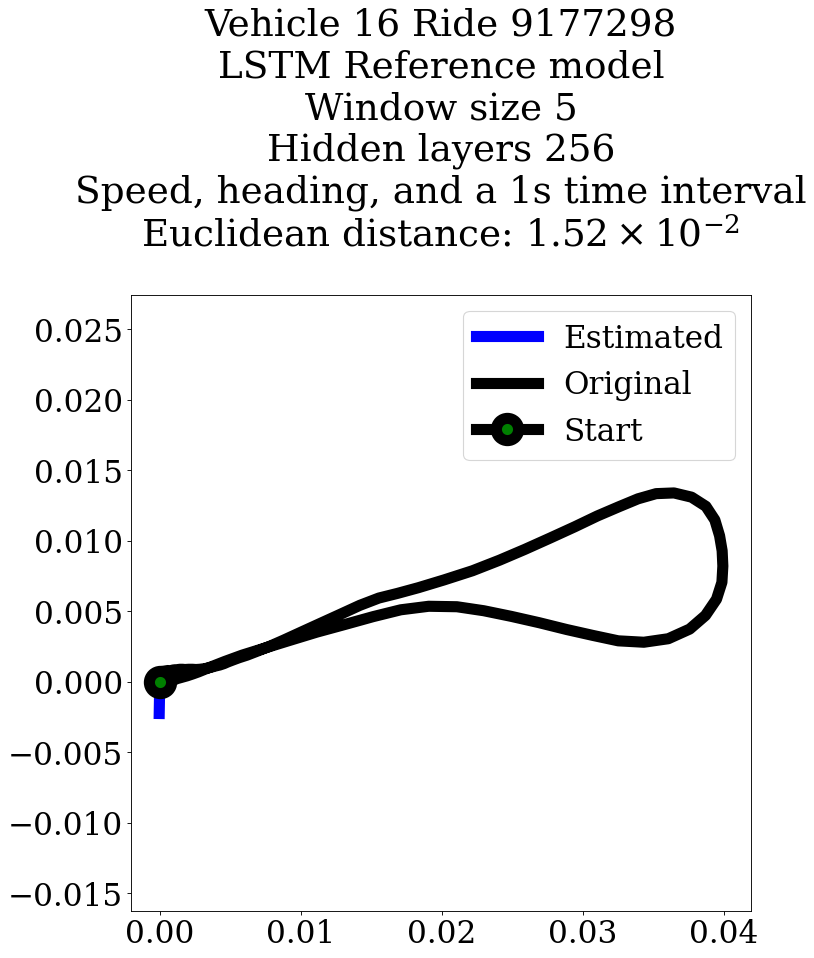 Vehicle 16 Ride 9177298
LSTM Reference model
Window size 5
Hidden layers 256
Speed, heading, and a 1s time interval
Euclidean distance: 1.52 × 10⁻²
Estimated
Original
Start
0.025
0.020
0.015
0.010
0.005
0.000
−0.005
−0.010
−0.015
0.00 0.01 0.02 0.03 0.04